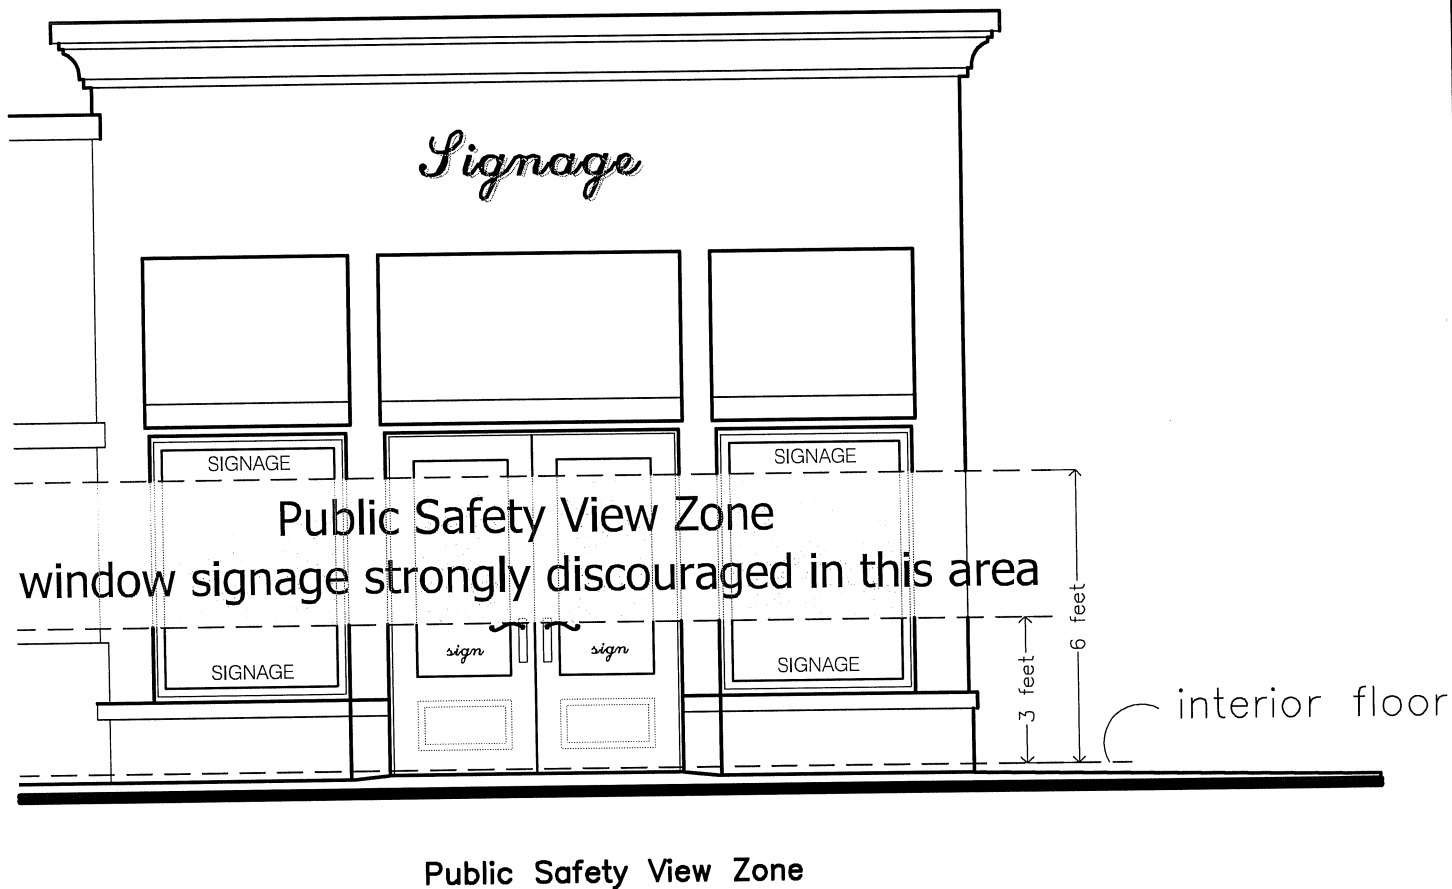 Signage
SIGNAGE
SIGNAGE
Public Safety View Zone
window signage strongly discouraged in this area
6 feet
sign
sign
SIGNAGE
SIGNAGE
3 feet
interior floor
Public Safety View Zone